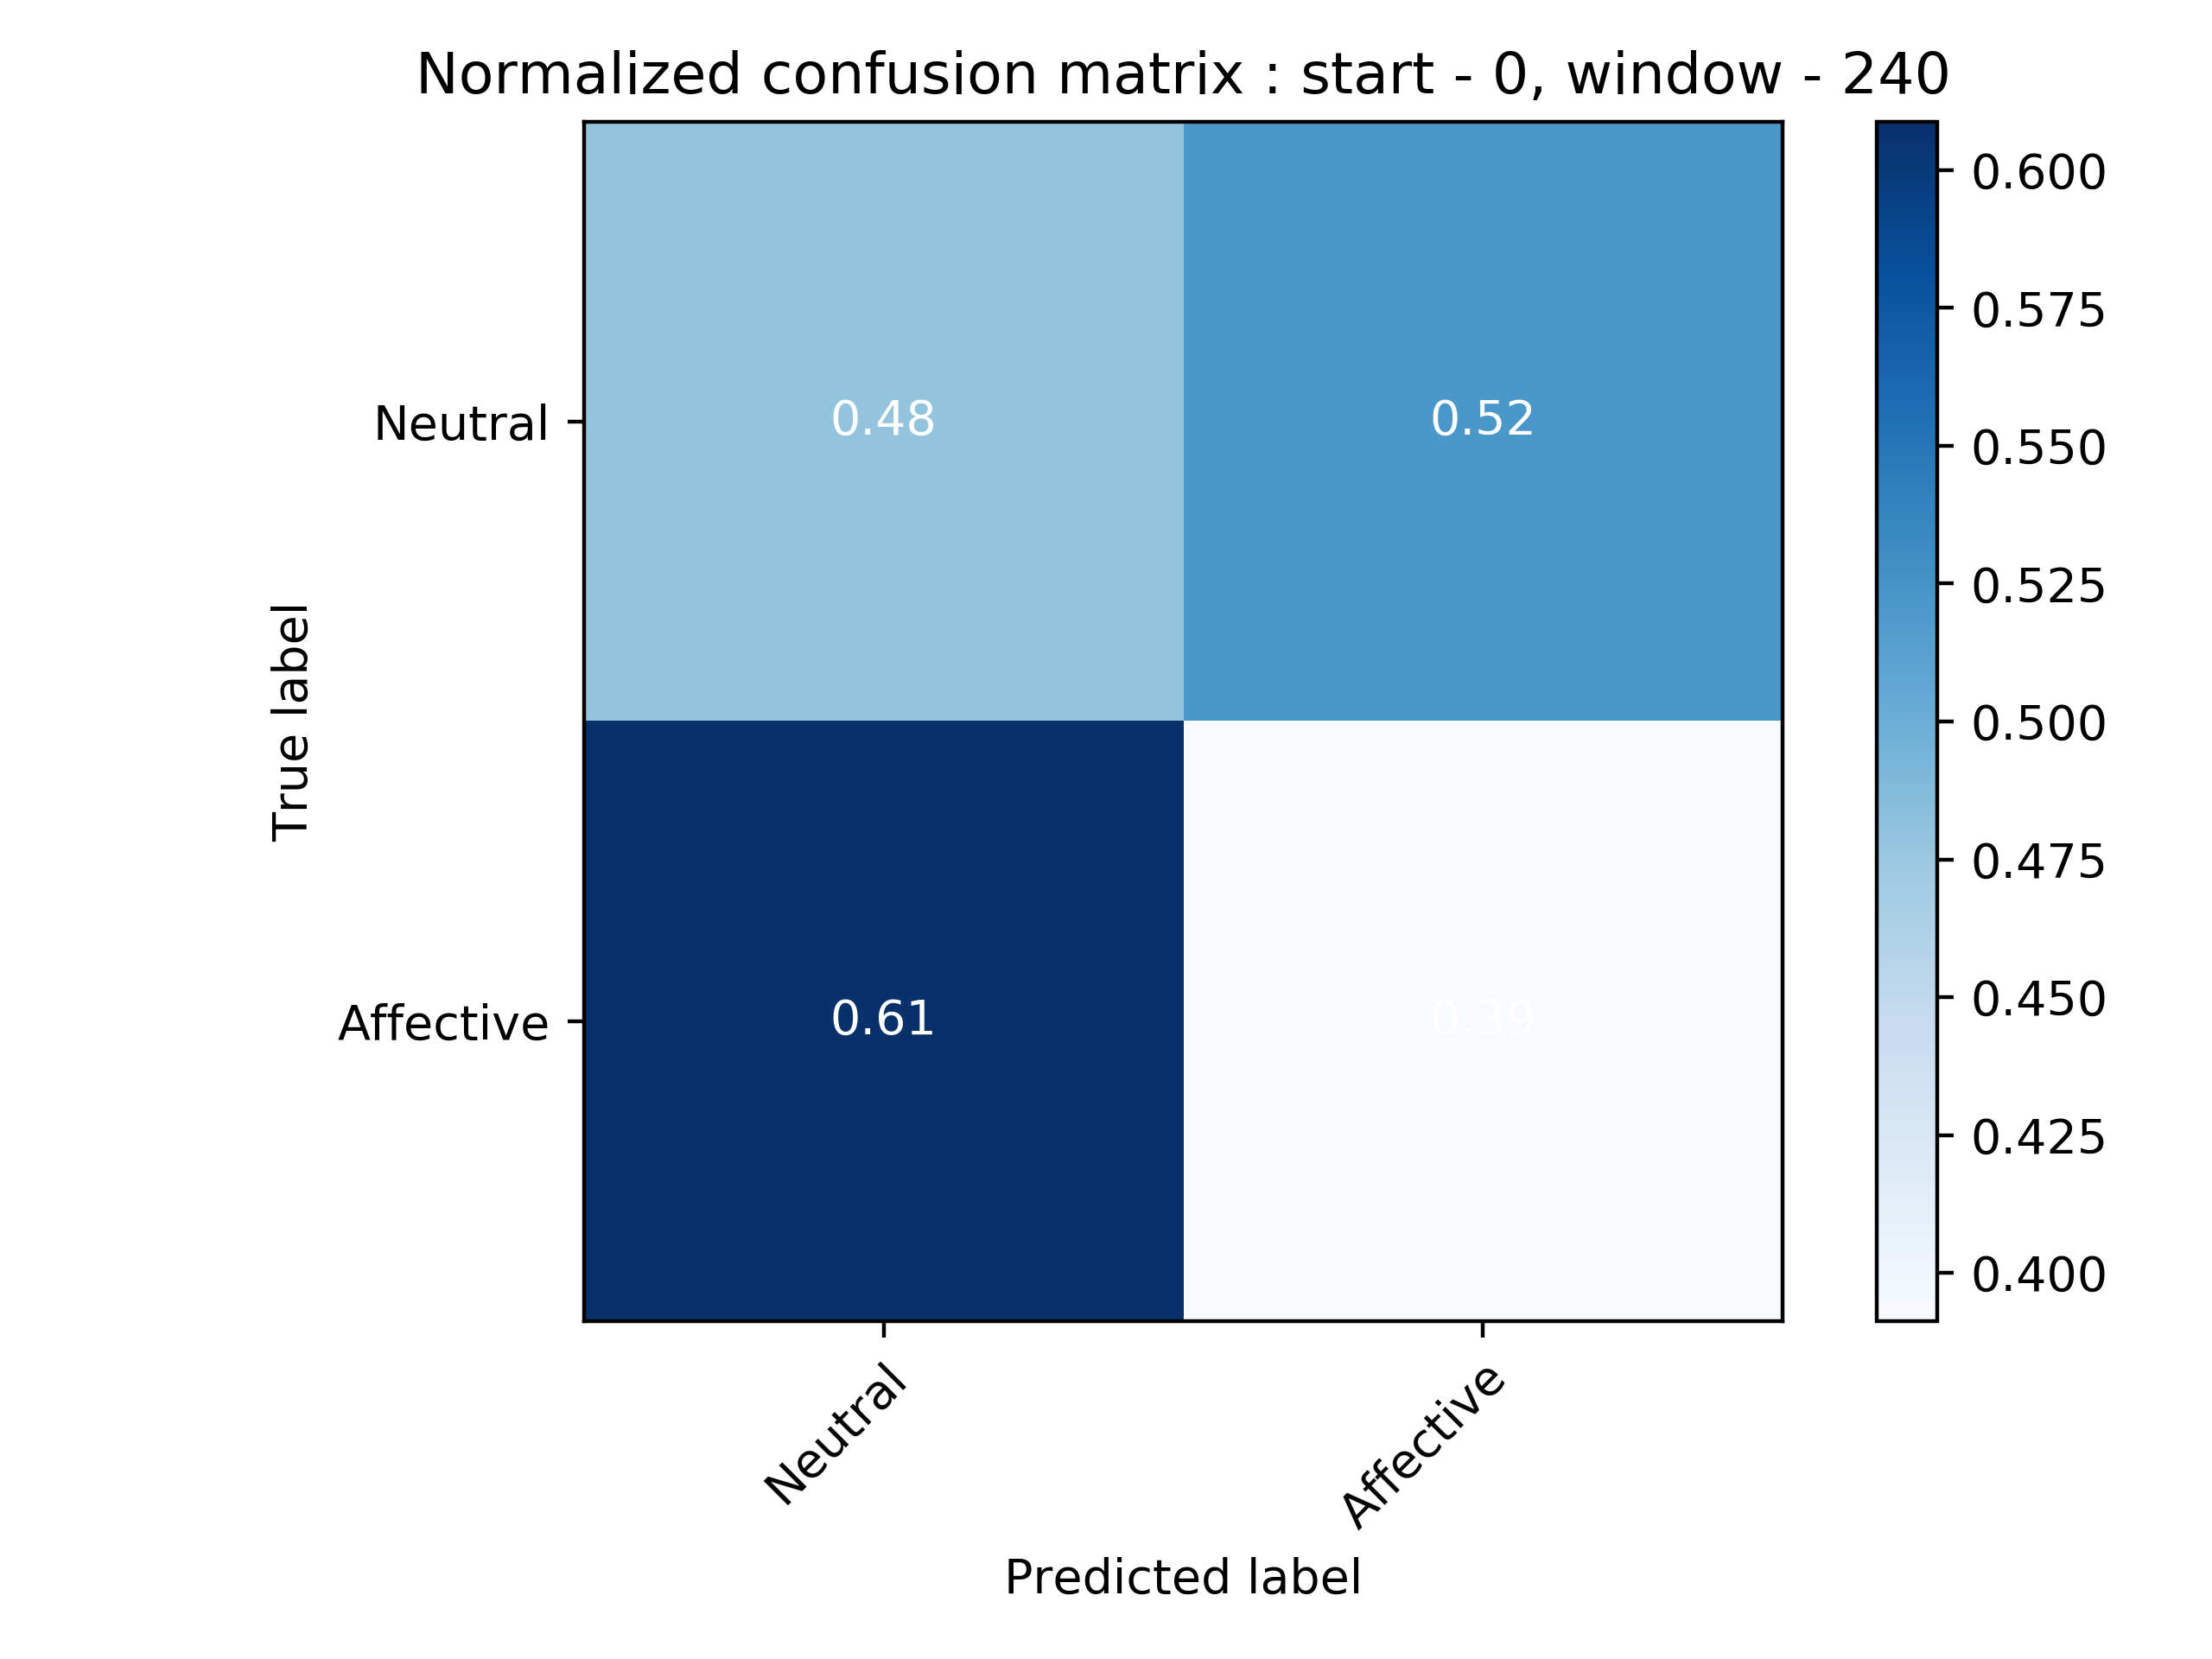 Normalized confusion matrix : start - 0, window - 240
True label
Neutral
Affective
0.48
0.52
0.61
0.39
Neutral
Affective
Predicted label
0.600
0.575
0.550
0.525
0.500
0.475
0.450
0.425
0.400